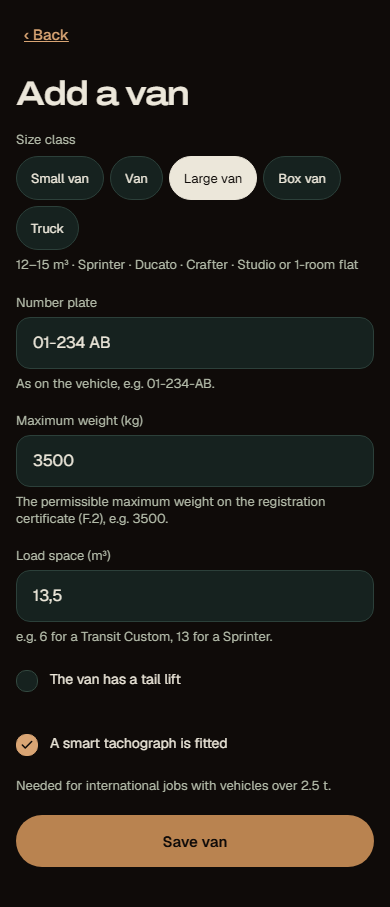 ‹ Back
Add a van
Size class
Small van
Van
Large van
Box van
Truck
12–15 m³ · Sprinter · Ducato · Crafter · Studio or 1-room flat
Number plate
01-234 AB
As on the vehicle, e.g. 01-234-AB.
Maximum weight (kg)
3500
The permissible maximum weight on the registration
certificate (F.2), e.g. 3500.
Load space (m³)
13,5
e.g. 6 for a Transit Custom, 13 for a Sprinter.
The van has a tail lift
A smart tachograph is fitted
Needed for international jobs with vehicles over 2.5 t.
Save van